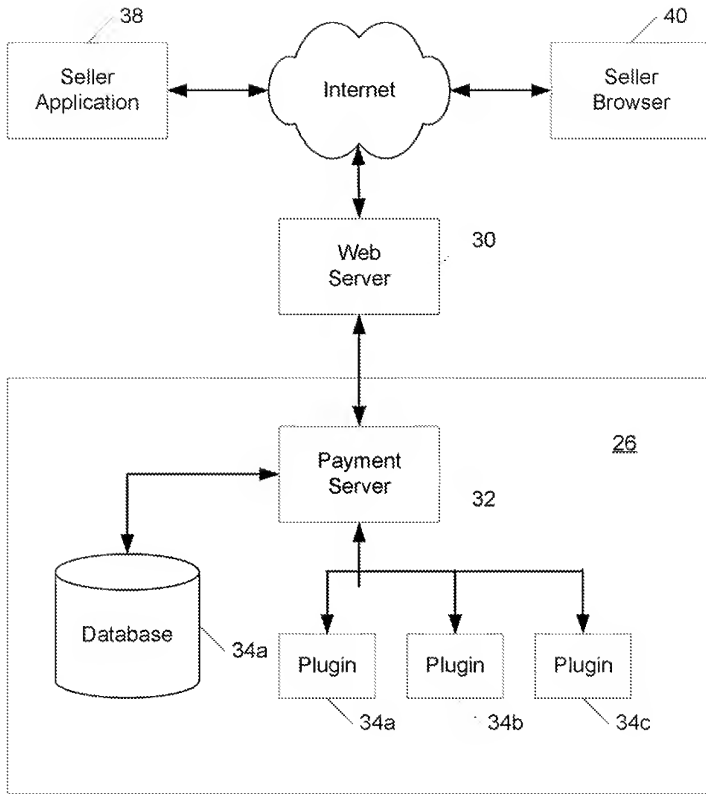 38
40
Seller
Application
Internet
Seller
Browser
Web
Server
30
Payment
Server
26
32
Database
34a
Plugin
Plugin
Plugin
34a
34b
34c